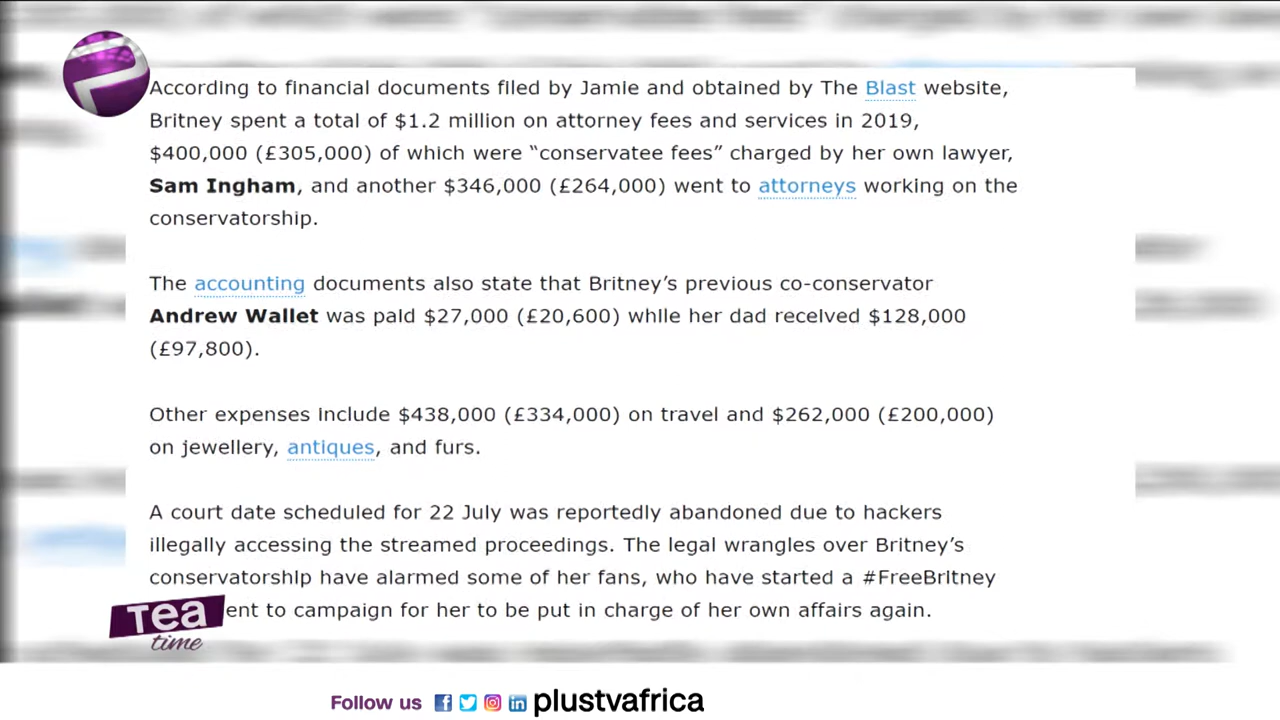 According to financial documents filed by Jamie and obtained by The Blast website,
Britney spent a total of $1.2 million on attorney fees and services in 2019,
$400,000 (£305,000) of which were “conservatee fees” charged by her own lawyer,
Sam Ingham, and another $346,000 (£264,000) went to attorneys working on the
conservatorship.
The accounting documents also state that Britney’s previous co-conservator
Andrew Wallet was paid $27,000 (£20,600) while her dad received $128,000
(£97,800).
Other expenses include $438,000 (£334,000) on travel and $262,000 (£200,000)
on jewellery, antiques, and furs.
A court date scheduled for 22 July was reportedly abandoned due to hackers
illegally accessing the streamed proceedings. The legal wrangles over Britney’s
conservatorship have alarmed some of her fans, who have started a #FreeBritney
ent to campaign for her to be put in charge of her own affairs again.
Tea
time
Follow us plustvafrica